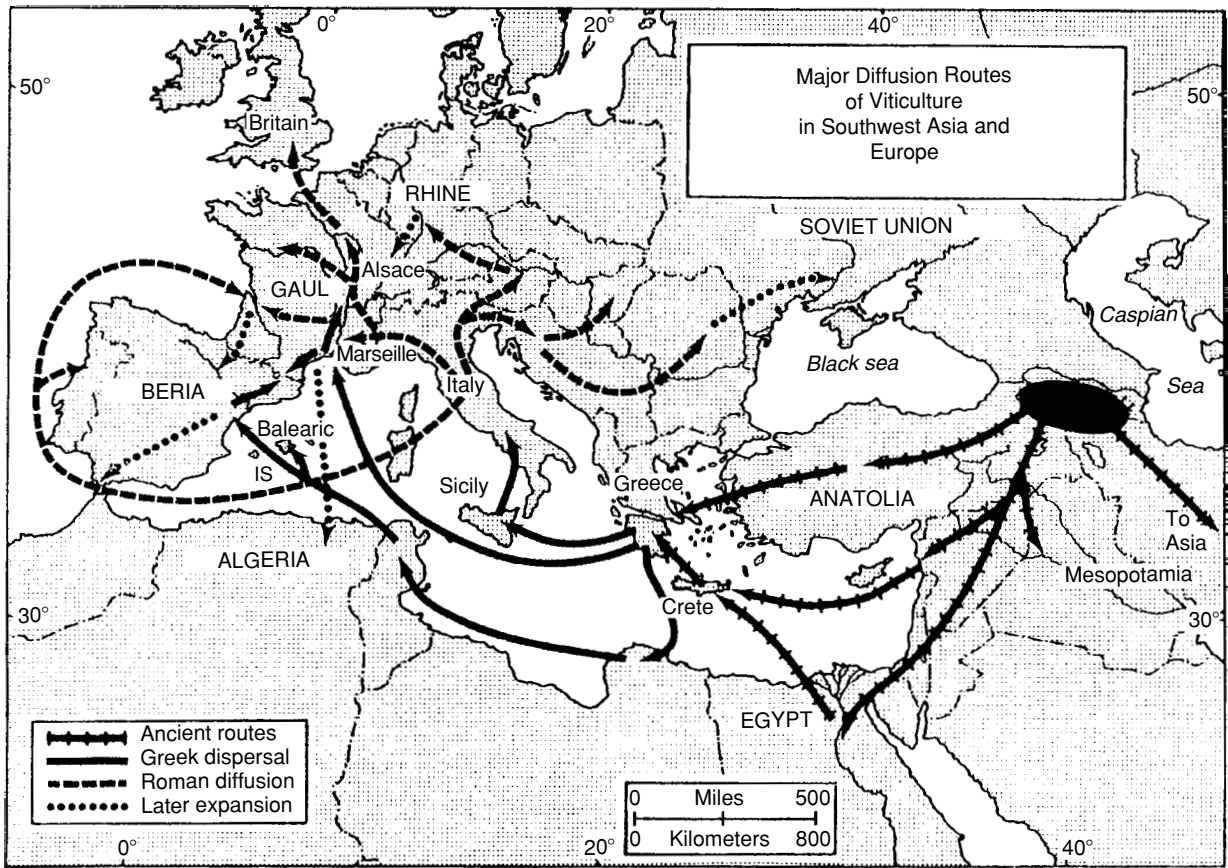 0°
20°
40°
50°
50°
Major Diffusion Routes
of Viticulture
in Southwest Asia and
Europe
Britain
RHINE
SOVIET UNION
Alsace
GAUL
Caspian
Sea
Marseille
Black sea
BERIA
Italy
Balearic
IS
Sicily
Greece
ANATOLIA
To
Asia
ALGERIA
Mesopotamia
Crete
30°
30°
EGYPT
Ancient routes
Greek dispersal
Roman diffusion
Later expansion
0 Miles 500
0 Kilometers 800
0°
20°
40°